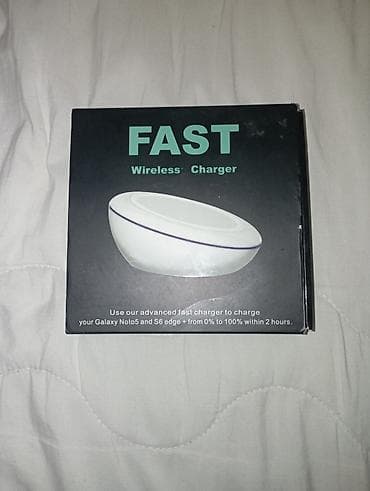 FAST
Wireless Charger
Use our advanced fast charger to charge
your Galaxy Nolo5 and S6 edge + from 0% to 100% within 2 hours.